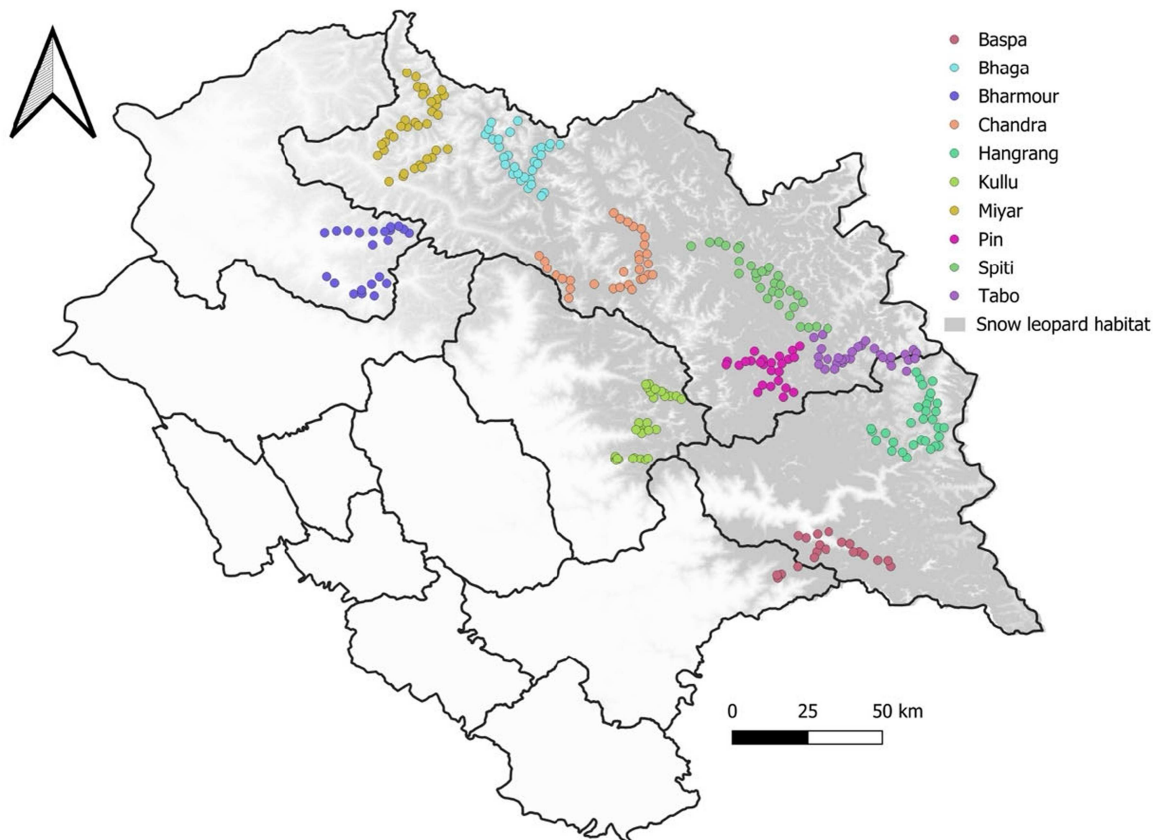 Baspa
Bhaga
Bharmour
Chandra
Hangrang
Kullu
Miyar
Pin
Spiti
Tabo
Snow leopard habitat
0 25 50 km